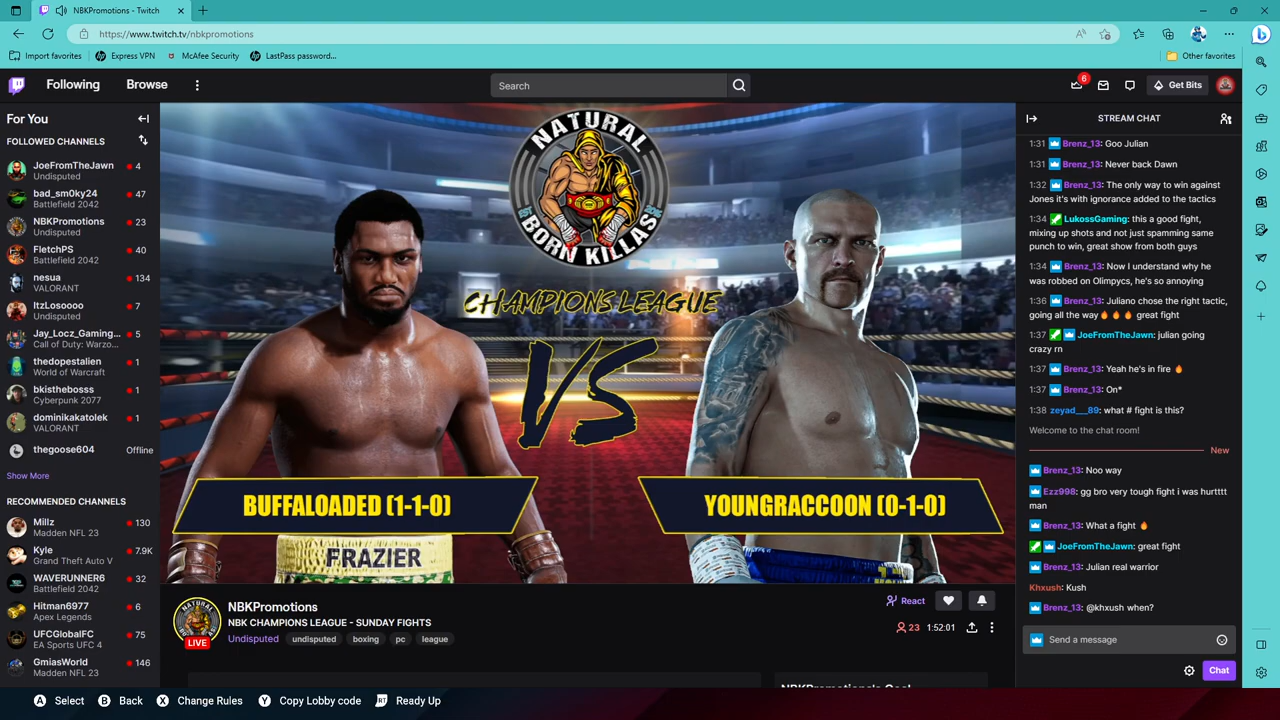 NBKPromotions - Twitch
https://www.twitch.tv/nbkpromotions
Import favorites
Express VPN
McAfee Security
LastPass password...
Other favorites
Following
Browse
Search
6
Get Bits
For You
FOLLOWED CHANNELS
JoeFromTheJawn 4
Undisputed
bad_sm0ky24 47
Battlefield 2042
NBKPromotions 23
Undisputed
FletchPS 40
Battlefield 2042
nesua 134
VALORANT
ItzLosoooo 7
Undisputed
Jay_Locz_Gaming... 5
Call of Duty: Warzo...
thedopestalien 1
World of Warcraft
bkisthebosss 1
Cyberpunk 2077
dominikakatolek 1
VALORANT
thegoose604 Offline
Show More
RECOMMENDED CHANNELS
Millz 130
Madden NFL 23
Kyle 7.9K
Grand Theft Auto V
WAVERUNNER6 32
Battlefield 2042
Hitman6977 6
Apex Legends
UFCGlobalFC 75
EA Sports UFC 4
GmiasWorld 146
Madden NFL 23
NATURAL
EST
BORN KILLAS
CHAMPIONS LEAGUE
VS
BUFFALOADED (1-1-0)
YOUNGRACCOON (0-1-0)
FRAZIER
NATURAL
LIVE
NBKPromotions
NBK CHAMPIONS LEAGUE - SUNDAY FIGHTS
Undisputed
undisputed
boxing
pc
league
React
23
1:52:01
NBKPromotions's Goal
STREAM CHAT
1:31 Brenz_13: Goo Julian
1:31 Brenz_13: Never back Dawn
1:32 Brenz_13: The only way to win against
Jones it's with ignorance added to the tactics
1:34 LukossGaming: this a good fight,
mixing up shots and not just spamming same
punch to win, great show from both guys
1:34 Brenz_13: Now I understand why he
was robbed on Olimpycs, he's so annoying
1:36 Brenz_13: Juliano chose the right tactic,
going all the way🔥🔥🔥 great fight
1:37 JoeFromTheJawn: julian going
crazy rn
1:37 Brenz_13: Yeah he's in fire 🔥
1:37 Brenz_13: On*
1:38 zeyad___89: what # fight is this?
Welcome to the chat room!
New
Brenz_13: Noo way
Ezz998: gg bro very tough fight i was hurtttt
man
Brenz_13: What a fight 🔥
JoeFromTheJawn: great fight
Brenz_13: Julian real warrior
Khxush: Kush
Brenz_13: @khxush when?
Send a message
Chat
A Select
B Back
X Change Rules
Y Copy Lobby code
RT Ready Up